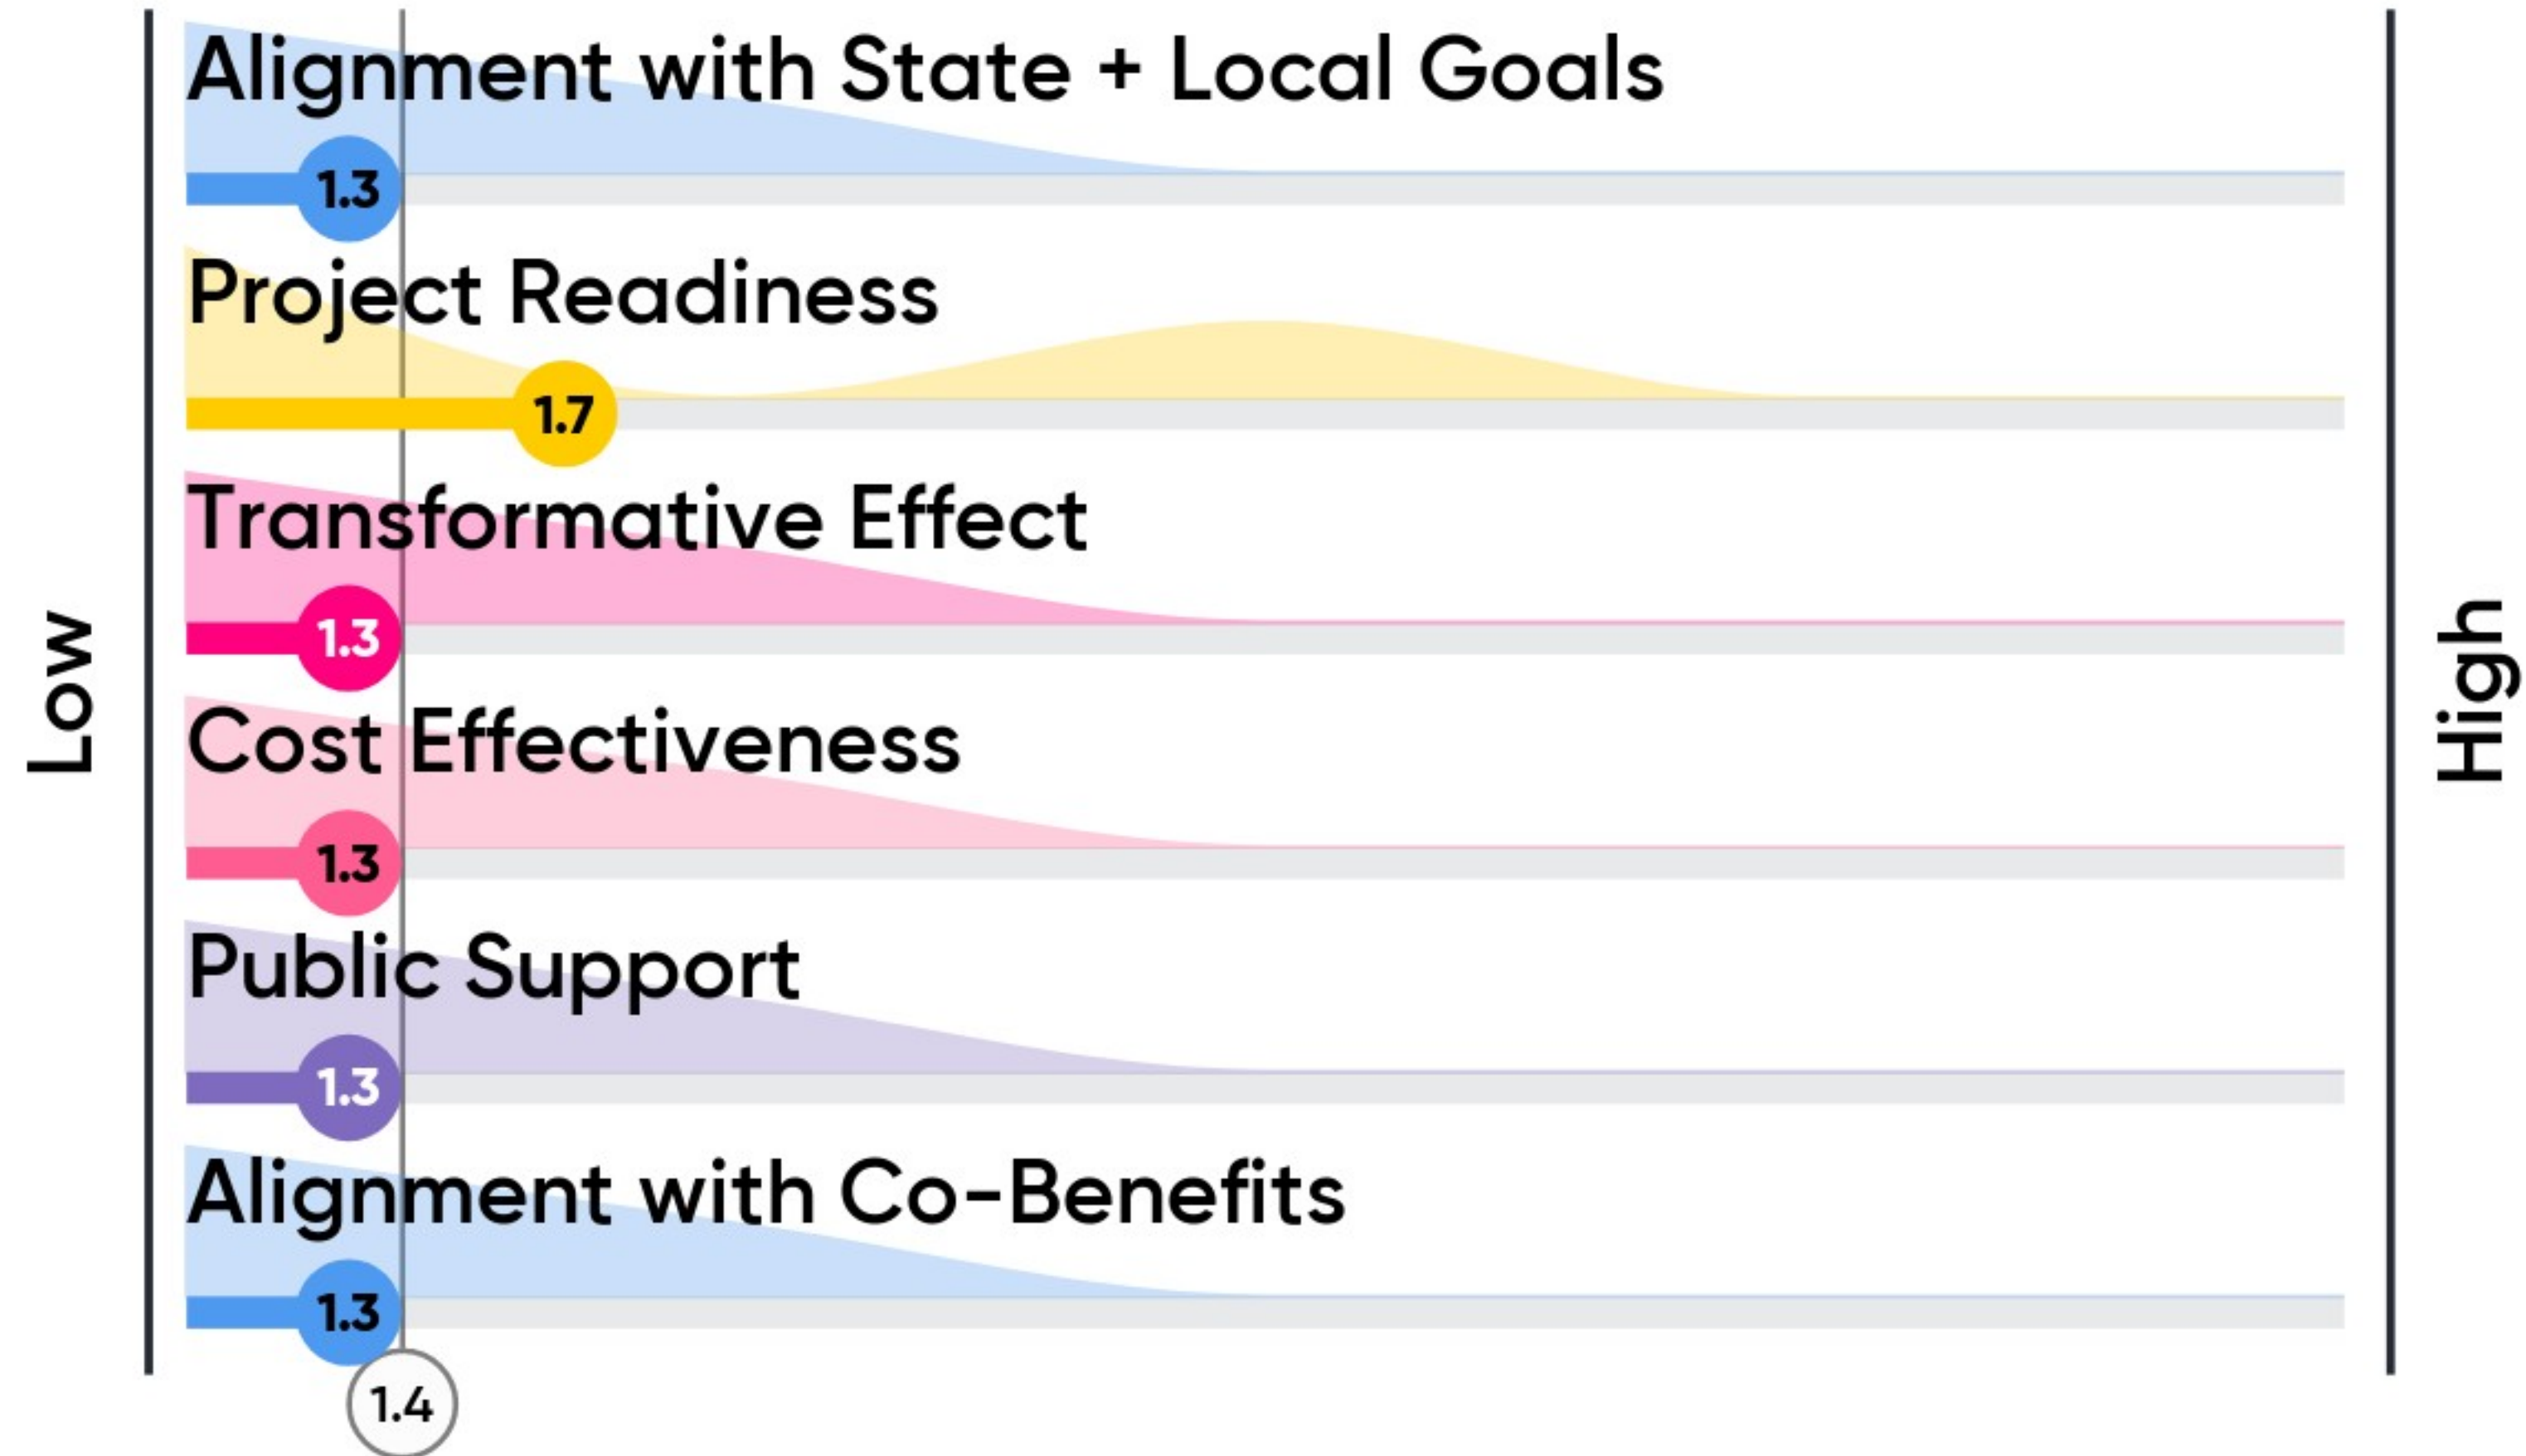 Alignment with State + Local Goals
1.3
Project Readiness
1.7
Transformative Effect
1.3
Low
High
Cost Effectiveness
1.3
Public Support
1.3
Alignment with Co-Benefits
1.3
1.4